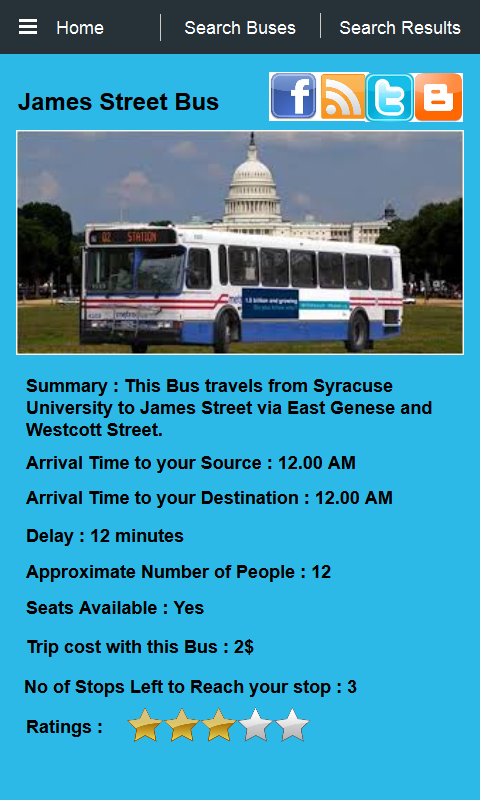 Home
Search Buses
Search Results
James Street Bus
02 STATION
1.8 billion and growing
metrobus
Summary : This Bus travels from Syracuse
University to James Street via East Genese and
Westcott Street.
Arrival Time to your Source : 12.00 AM
Arrival Time to your Destination : 12.00 AM
Delay : 12 minutes
Approximate Number of People : 12
Seats Available : Yes
Trip cost with this Bus : 2$
No of Stops Left to Reach your stop : 3
Ratings :